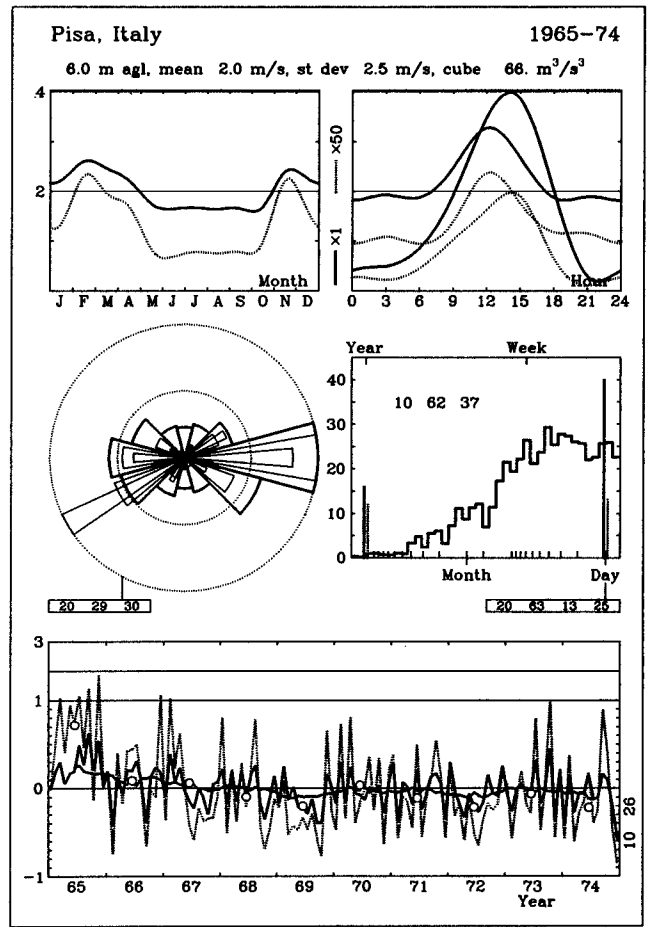 Pisa, Italy 1965-74
6.0 m agl, mean 2.0 m/s, st dev 2.5 m/s, cube 66. m³/s³
.4
2
Month
J F M A M J J A S O N D
×1 ×50
Hour
0 3 6 9 12 15 18 21 24
20 29 30
Year Week
40
30
20
10
0
10 62 37
Month Day
20 63 13 25
3
1
0
-1
65 66 67 68 69 70 71 72 73 74
Year
10 26